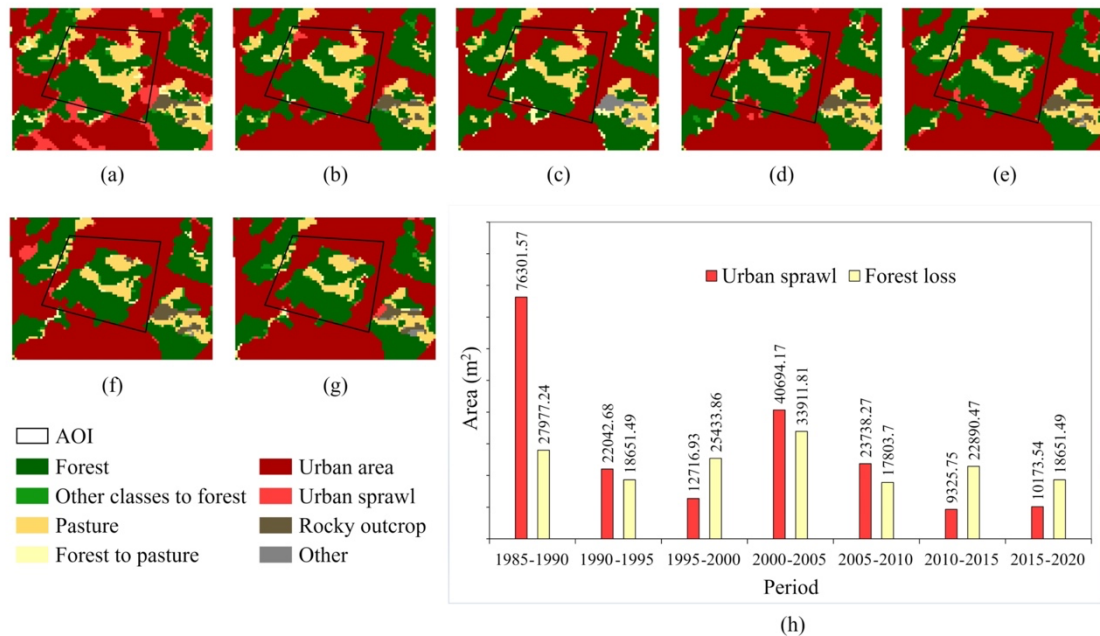 (a)
(b)
(c)
(d)
(e)
(f)
(g)
AOI
Forest
Other classes to forest
Pasture
Forest to pasture
Urban area
Urban sprawl
Rocky outcrop
Other
Area (m²)
Urban sprawl
Forest loss
76301.57
27977.24
22042.68
18651.49
12716.93
25433.86
40694.17
33911.81
23738.27
17803.7
9325.75
22890.47
10173.54
18651.49
1985-1990
1990-1995
1995-2000
2000-2005
2005-2010
2010-2015
2015-2020
Period
(h)